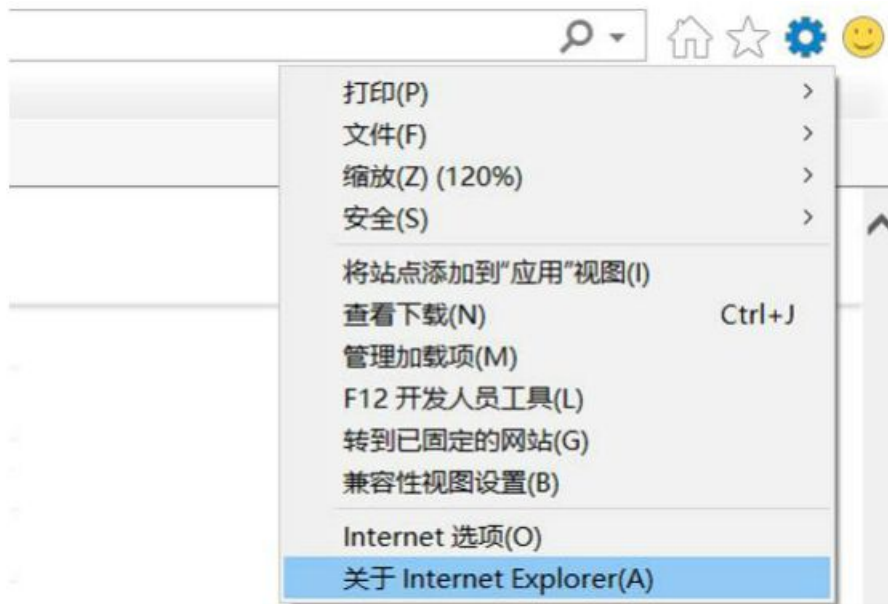 打印(P)
文件(F)
缩放(Z) (120%)
安全(S)
将站点添加到“应用”视图(I)
查看下载(N) Ctrl+J
管理加载项(M)
F12 开发人员工具(L)
转到已固定的网站(G)
兼容性视图设置(B)
Internet 选项(O)
关于 Internet Explorer(A)